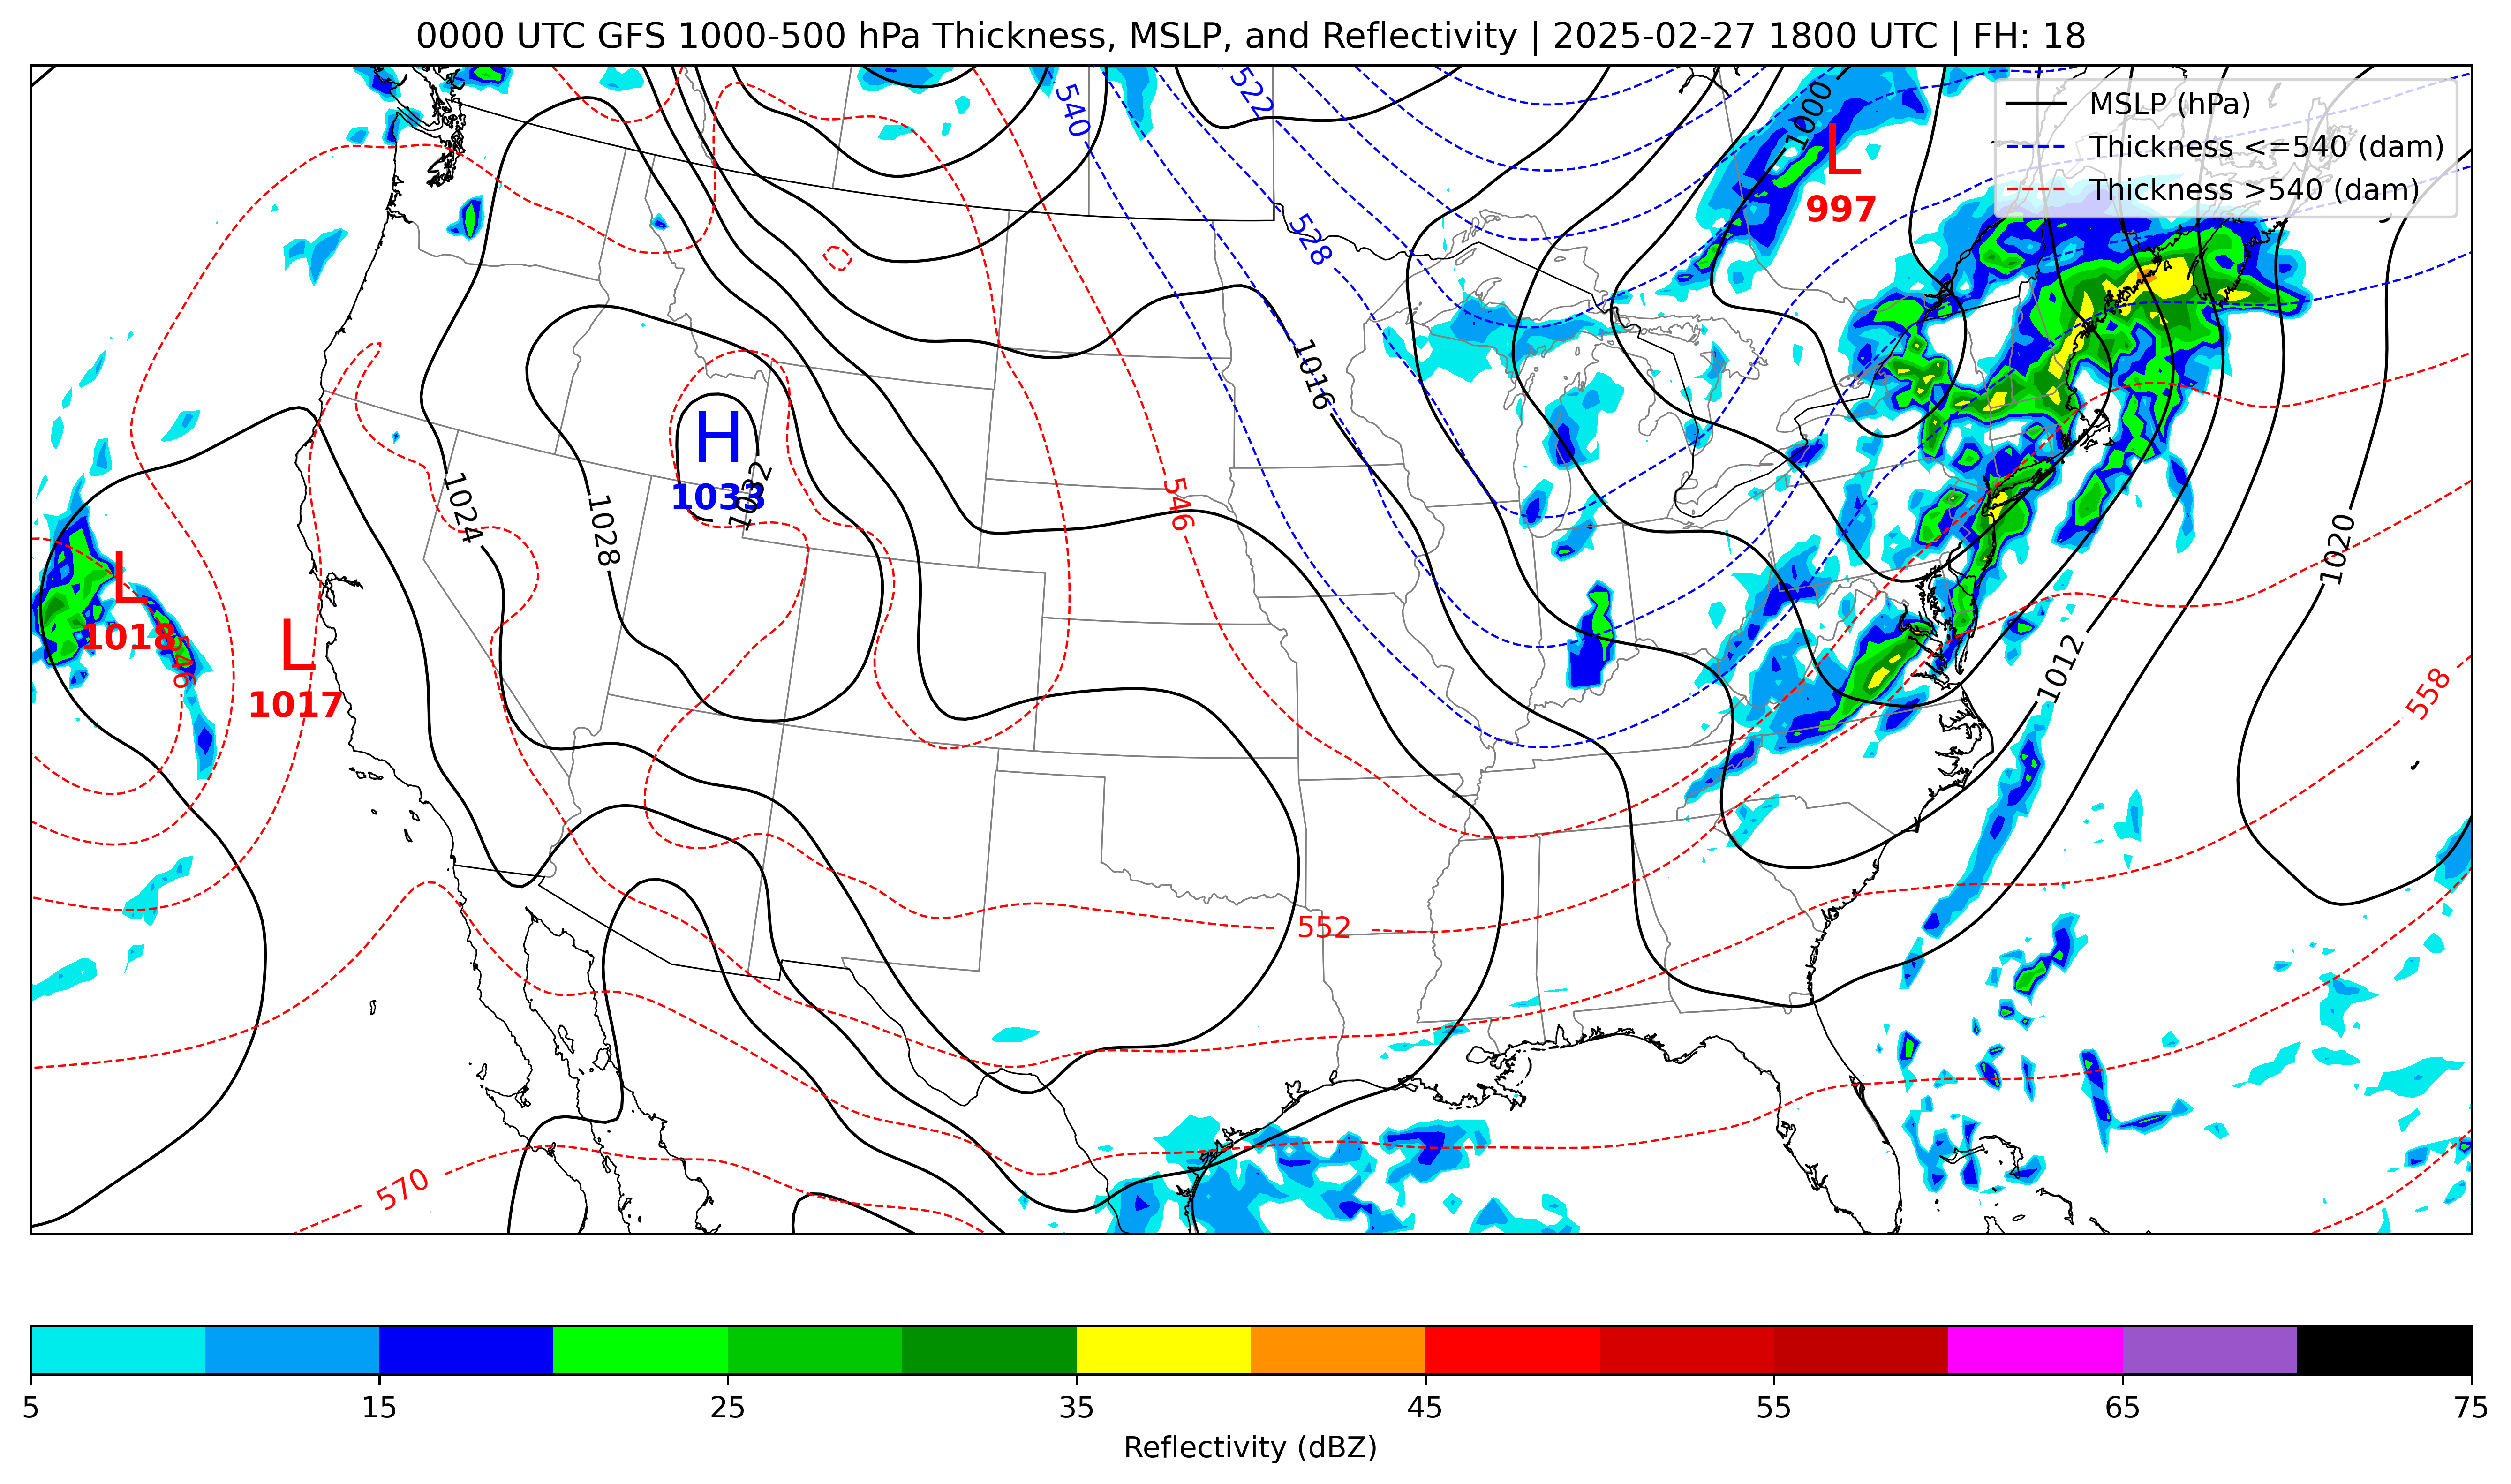 0000 UTC GFS 1000-500 hPa Thickness, MSLP, and Reflectivity | 2025-02-27 1800 UTC | FH: 18
MSLP (hPa)
Thickness <=540 (dam)
Thickness >540 (dam)
540
522
1000
L
997
528
1016
H
1033
1032
1024
1028
546
1020
L
1018
546
L
1017
1012
558
552
570
5 15 25 35 45 55 65 75
Reflectivity (dBZ)